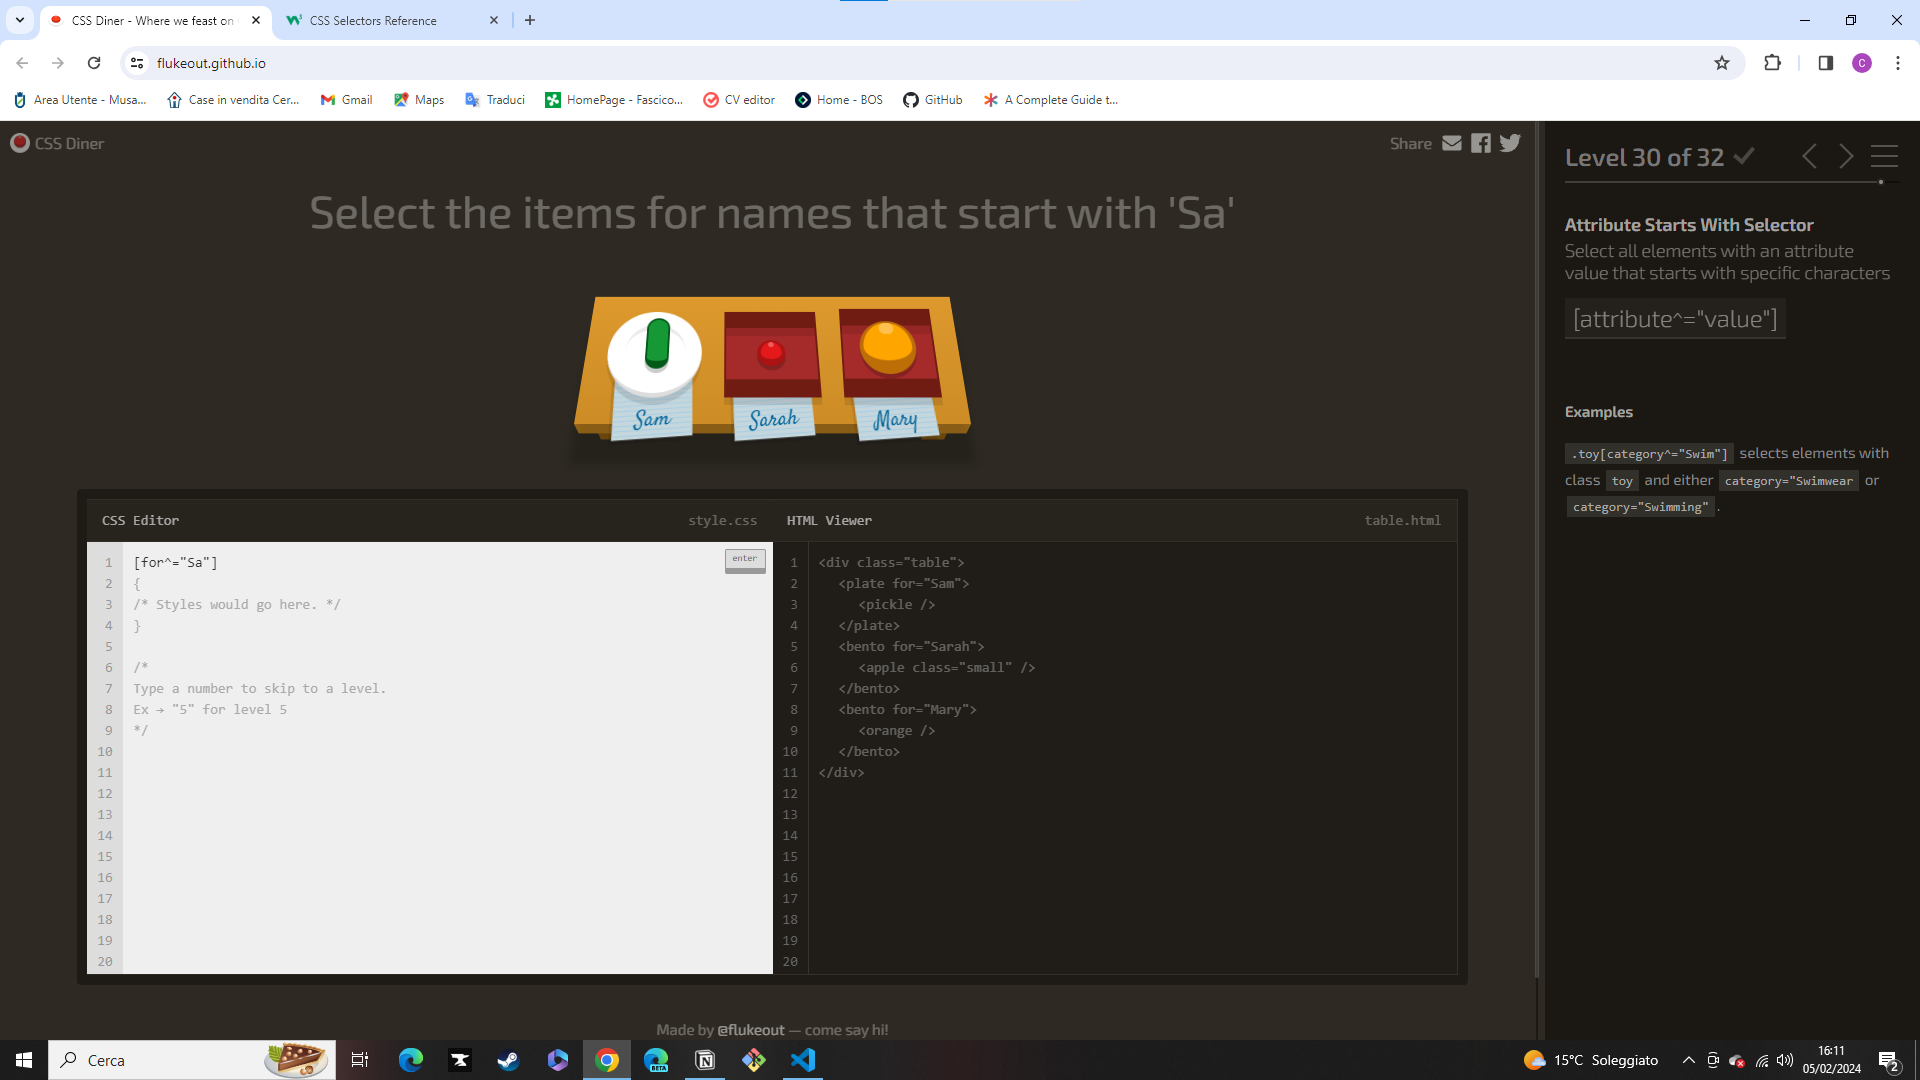 CSS Diner - Where we feast on
CSS Selectors Reference
flukeout.github.io
C
Area Utente - Musa...
Case in vendita Cer...
Gmail
Maps
Traduci
HomePage - Fascico...
CV editor
Home - BOS
GitHub
A Complete Guide t...
CSS Diner
Share
Select the items for names that start with 'Sa'
Sam
Sarah
Mary
CSS Editor
style.css
1 [for^="Sa"]
enter
2 {
3 /* Styles would go here. */
4 }
5
6 /*
7 Type a number to skip to a level.
8 Ex → "5" for level 5
9 */
10
11
12
13
14
15
16
17
18
19
20
HTML Viewer
table.html
1 <div class="table">
2 <plate for="Sam">
3 <pickle />
4 </plate>
5 <bento for="Sarah">
6 <apple class="small" />
7 </bento>
8 <bento for="Mary">
9 <orange />
10 </bento>
11 </div>
12
13
14
15
16
17
18
19
20
Made by @flukeout — come say hi!
Level 30 of 32
Attribute Starts With Selector
Select all elements with an attribute
value that starts with specific characters
[attribute^="value"]
Examples
.toy[category^="Swim"] selects elements with
class toy and either category="Swimwear or
category="Swimming" .
Cerca
BETA
15°C Soleggiato
16:11
05/02/2024
2